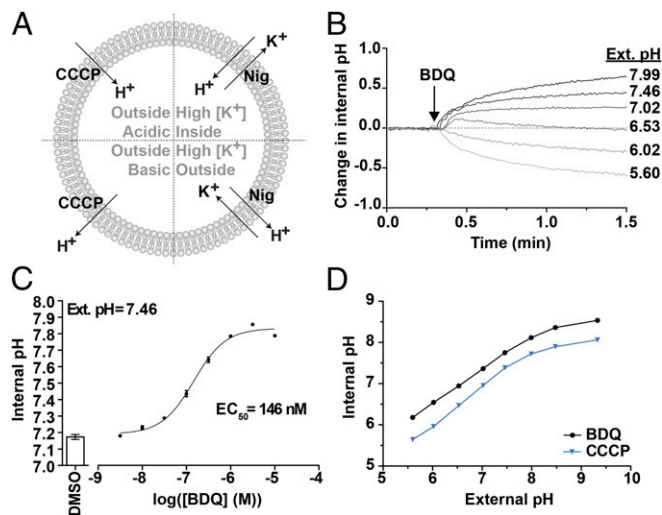 A
K+
CCCP
H+
H+
Nig
Outside High [K+]
Acidic Inside
Outside High [K+]
Basic Outside
CCCP
K+
Nig
H+
H+
B
Change in internal pH
1.0
0.5
0.0
-0.5
-1.0
BDQ
Ext. pH
7.99
7.46
7.02
6.53
6.02
5.60
0.0
0.5
1.0
1.5
Time (min)
C
Internal pH
8.0
7.9
7.8
7.7
7.6
7.5
7.4
7.3
7.2
7.1
7.0
Ext. pH = 7.46
EC50 = 146 nM
DMSO
-9
-8
-7
-6
-5
-4
log([BDQ] (M))
D
Internal pH
9
8
7
6
5
BDQ
CCCP
5
6
7
8
9
10
External pH